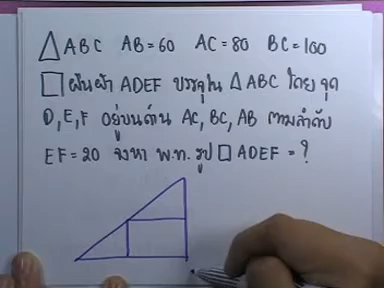 △ABC AB=60 AC=80 BC=100
□ผืนผ้า ADEF บรรจุใน △ABC โดย จุด
D,E,F อยู่บนด้าน AC, BC, AB ตามลำดับ
EF=20 จงหา พ.ท. รูป □ADEF = ?